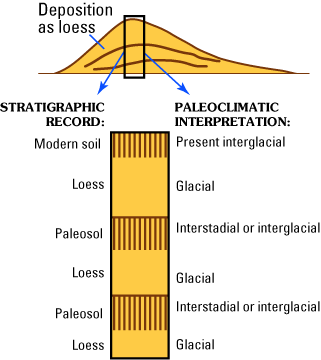 Deposition
as loess
STRATIGRAPHIC
RECORD:
PALEOCLIMATIC
INTERPRETATION:
Modern soil
Present interglacial
Loess
Glacial
Paleosol
Interstadial or interglacial
Loess
Glacial
Paleosol
Interstadial or interglacial
Loess
Glacial